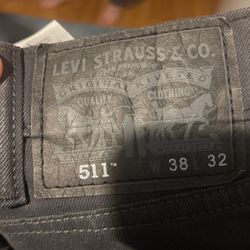 LEVI STRAUSS & CO.
SAN FRANCISCO
CAL
ORIGINAL RIVETED
QUALITY CLOTHING
511™ W 38 L 32